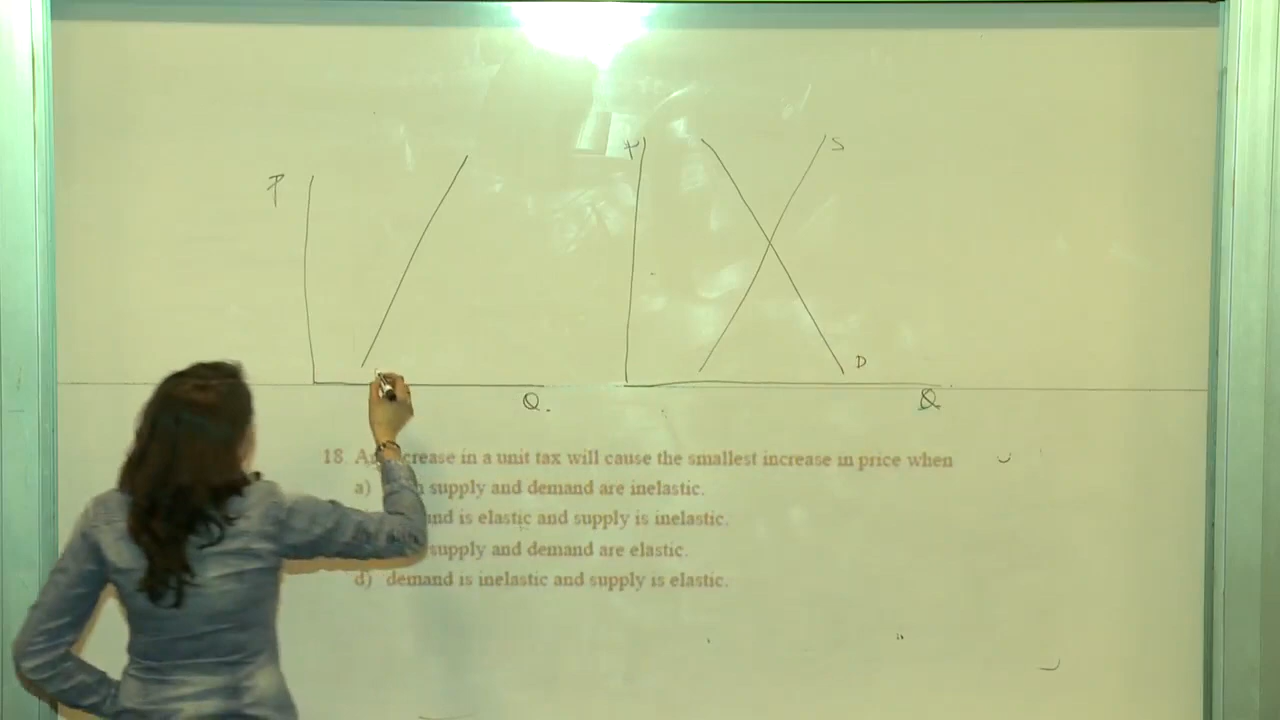 P
P S
D
Q. Q
18. crease in a unit tax will cause the smallest increase in price when
a) supply and demand are inelastic.
is elastic and supply is inelastic.
supply and demand are elastic.
d) demand is inelastic and supply is elastic.